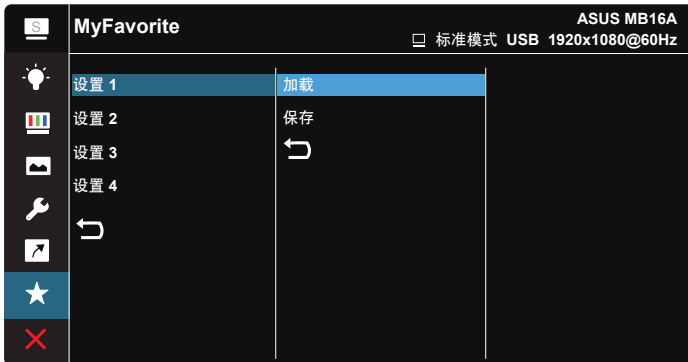 S
MyFavorite
ASUS MB16A
标准模式 USB 1920x1080@60Hz
设置 1
加载
设置 2
保存
设置 3
设置 4